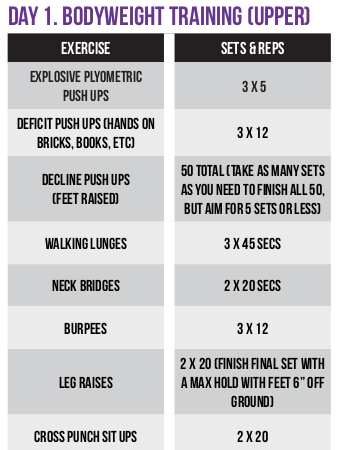 DAY 1. BODYWEIGHT TRAINING (UPPER)
EXERCISE
SETS & REPS
EXPLOSIVE PLYOMETRIC
PUSH UPS
3 X 5
DEFICIT PUSH UPS (HANDS ON
BRICKS, BOOKS, ETC)
3 X 12
DECLINE PUSH UPS
(FEET RAISED)
50 TOTAL (TAKE AS MANY SETS
AS YOU NEED TO FINISH ALL 50,
BUT AIM FOR 5 SETS OR LESS)
WALKING LUNGES
3 X 45 SECS
NECK BRIDGES
2 X 20 SECS
BURPEES
3 X 12
LEG RAISES
2 X 20 (FINISH FINAL SET WITH
A MAX HOLD WITH FEET 6” OFF
GROUND)
CROSS PUNCH SIT UPS
2 X 20